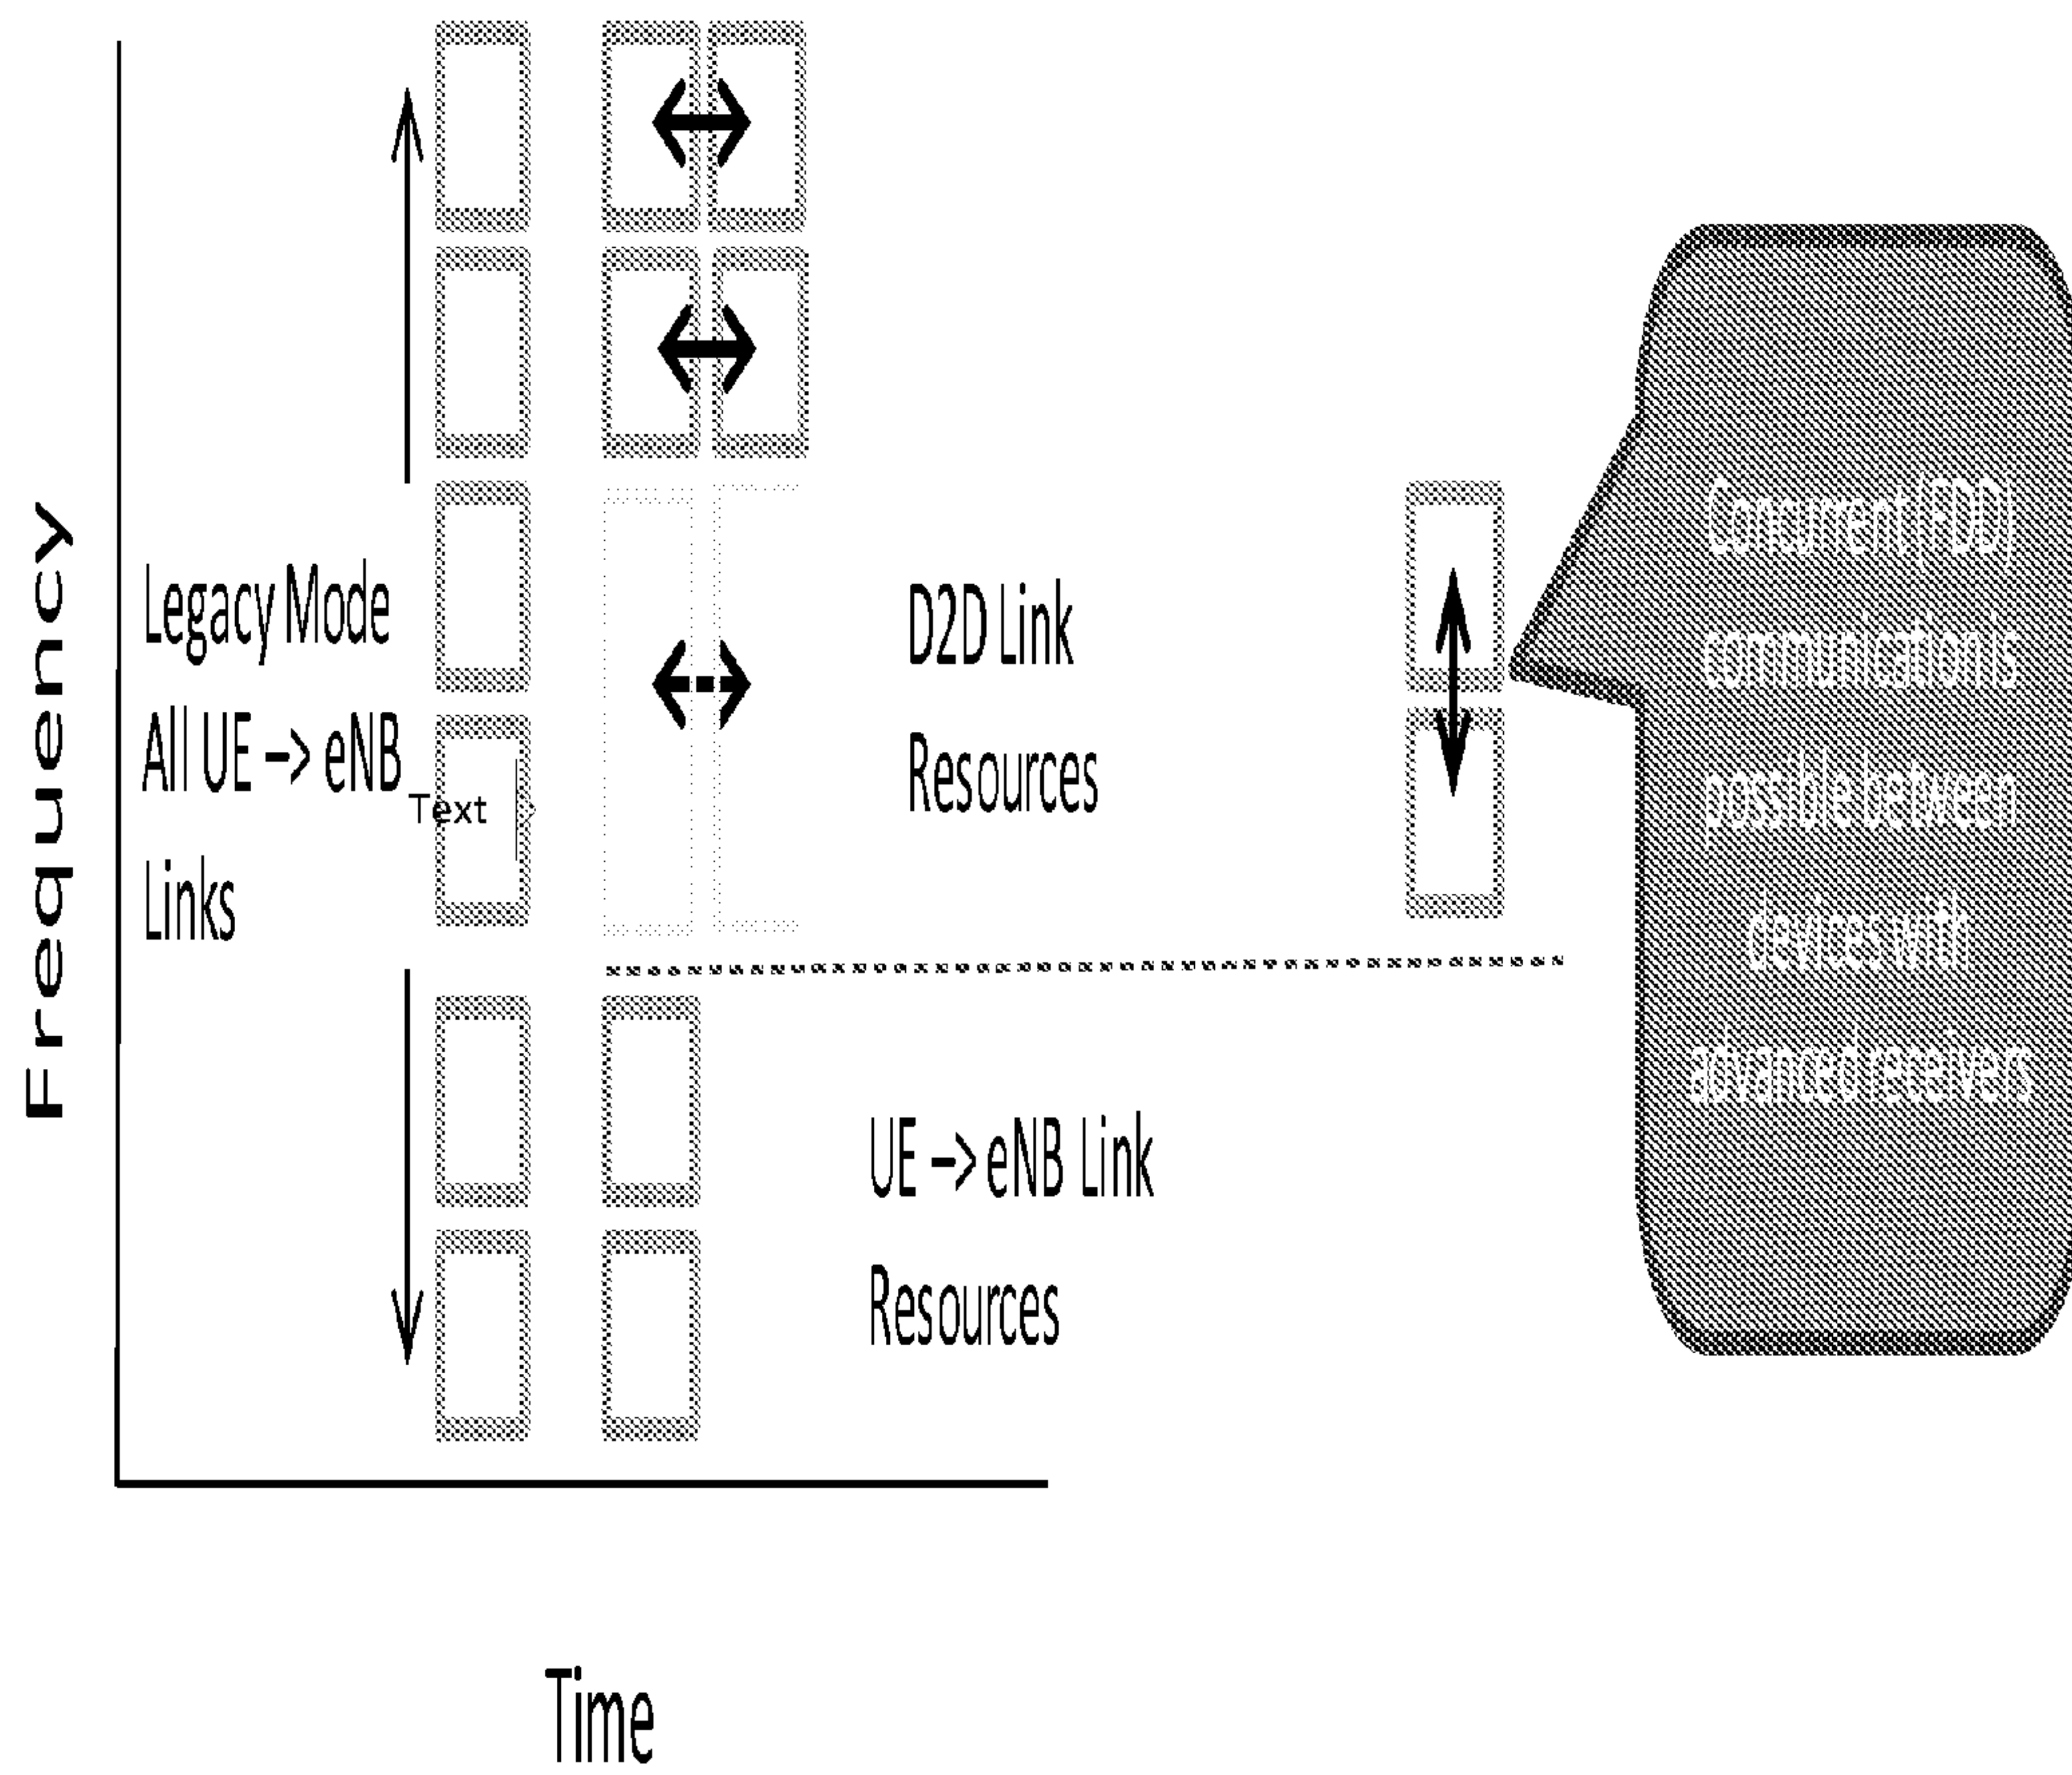 Frequency
Legacy Mode
All UE –> eNB
Links
Text
D2D Link
Resources
UE –> eNB Link
Resources
Concurrent (FDD)
communication is
possible between
devices with
advanced receivers
Time